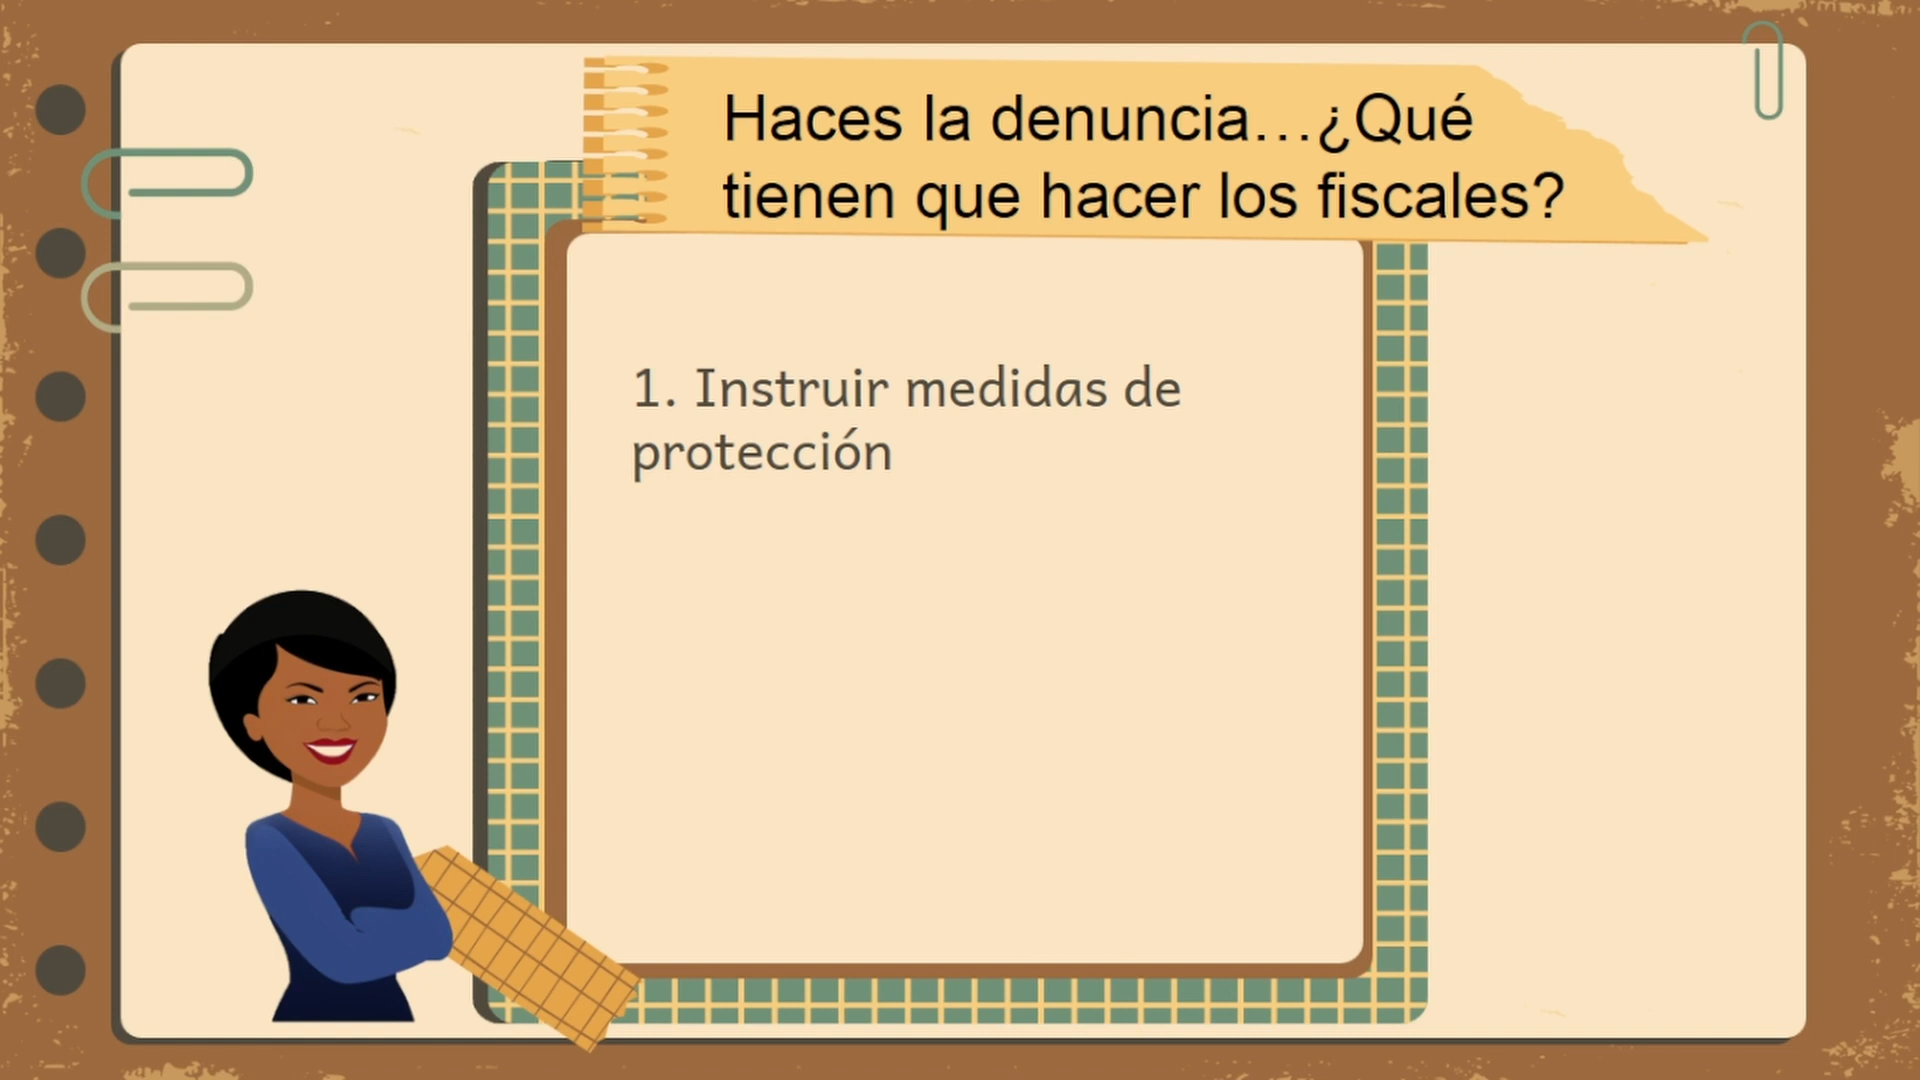 Haces la denuncia…¿Qué
tienen que hacer los fiscales?
1. Instruir medidas de
protección